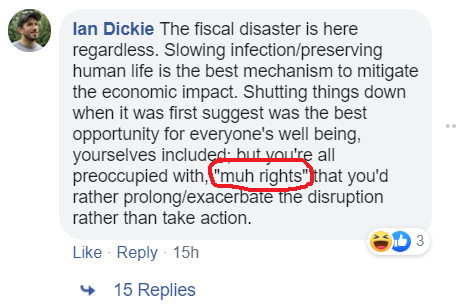 Ian Dickie The fiscal disaster is here
regardless. Slowing infection/preserving
human life is the best mechanism to mitigate
the economic impact. Shutting things down
when it was first suggest was the best
opportunity for everyone's well being,
yourselves included; but you're all
preoccupied with, "muh rights" that you'd
rather prolong/exacerbate the disruption
rather than take action.
3
Like · Reply · 15h
15 Replies